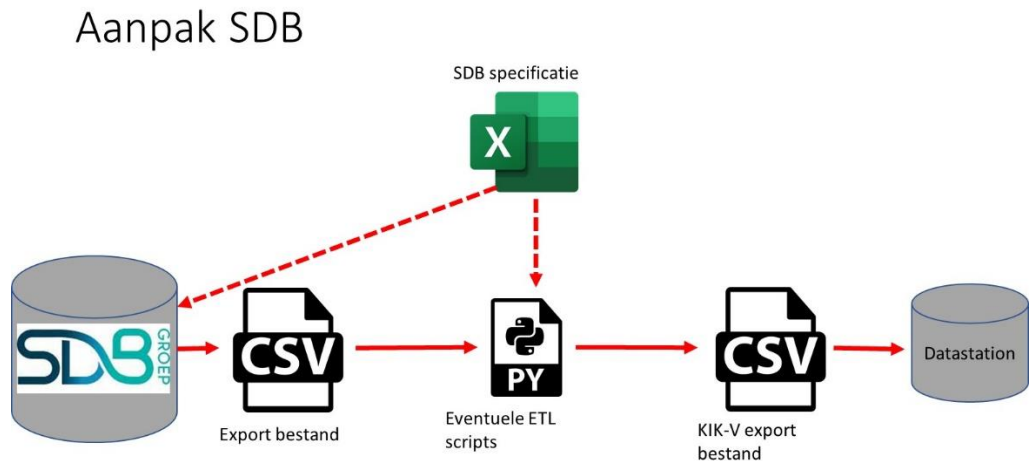 Aanpak SDB
SDB specificatie
X
SDB
GROEP
CSV
PY
CSV
Datastation
Export bestand
Eventuele ETL
scripts
KIK-V export
bestand